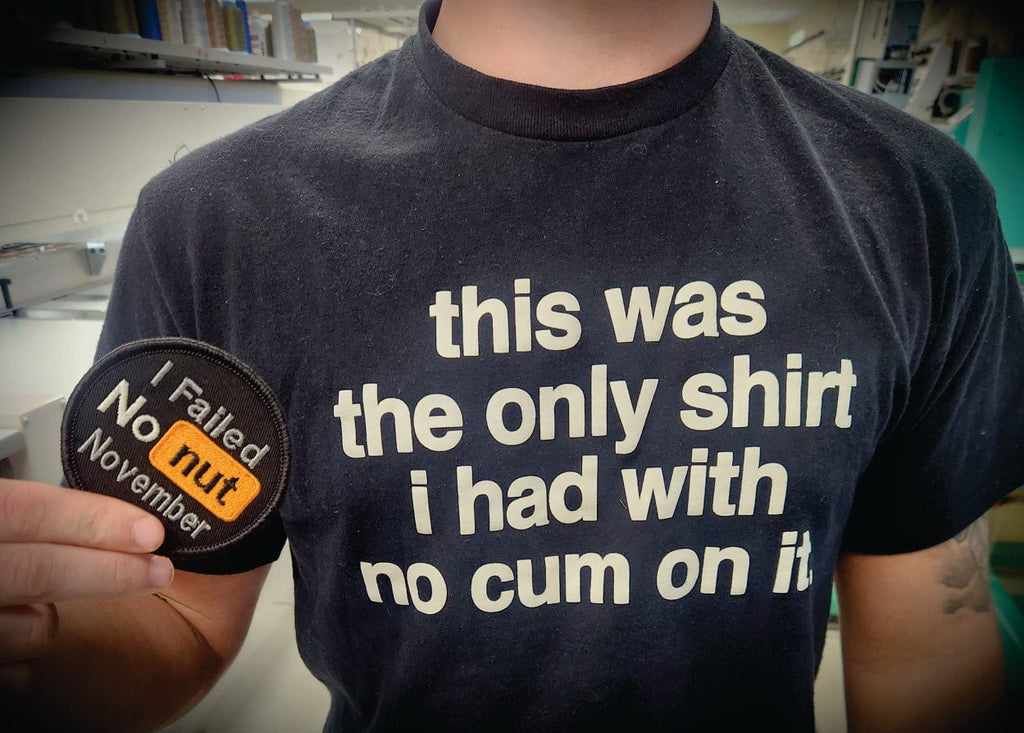 I Failed
No nut
November
this was
the only shirt
i had with
no cum on it.